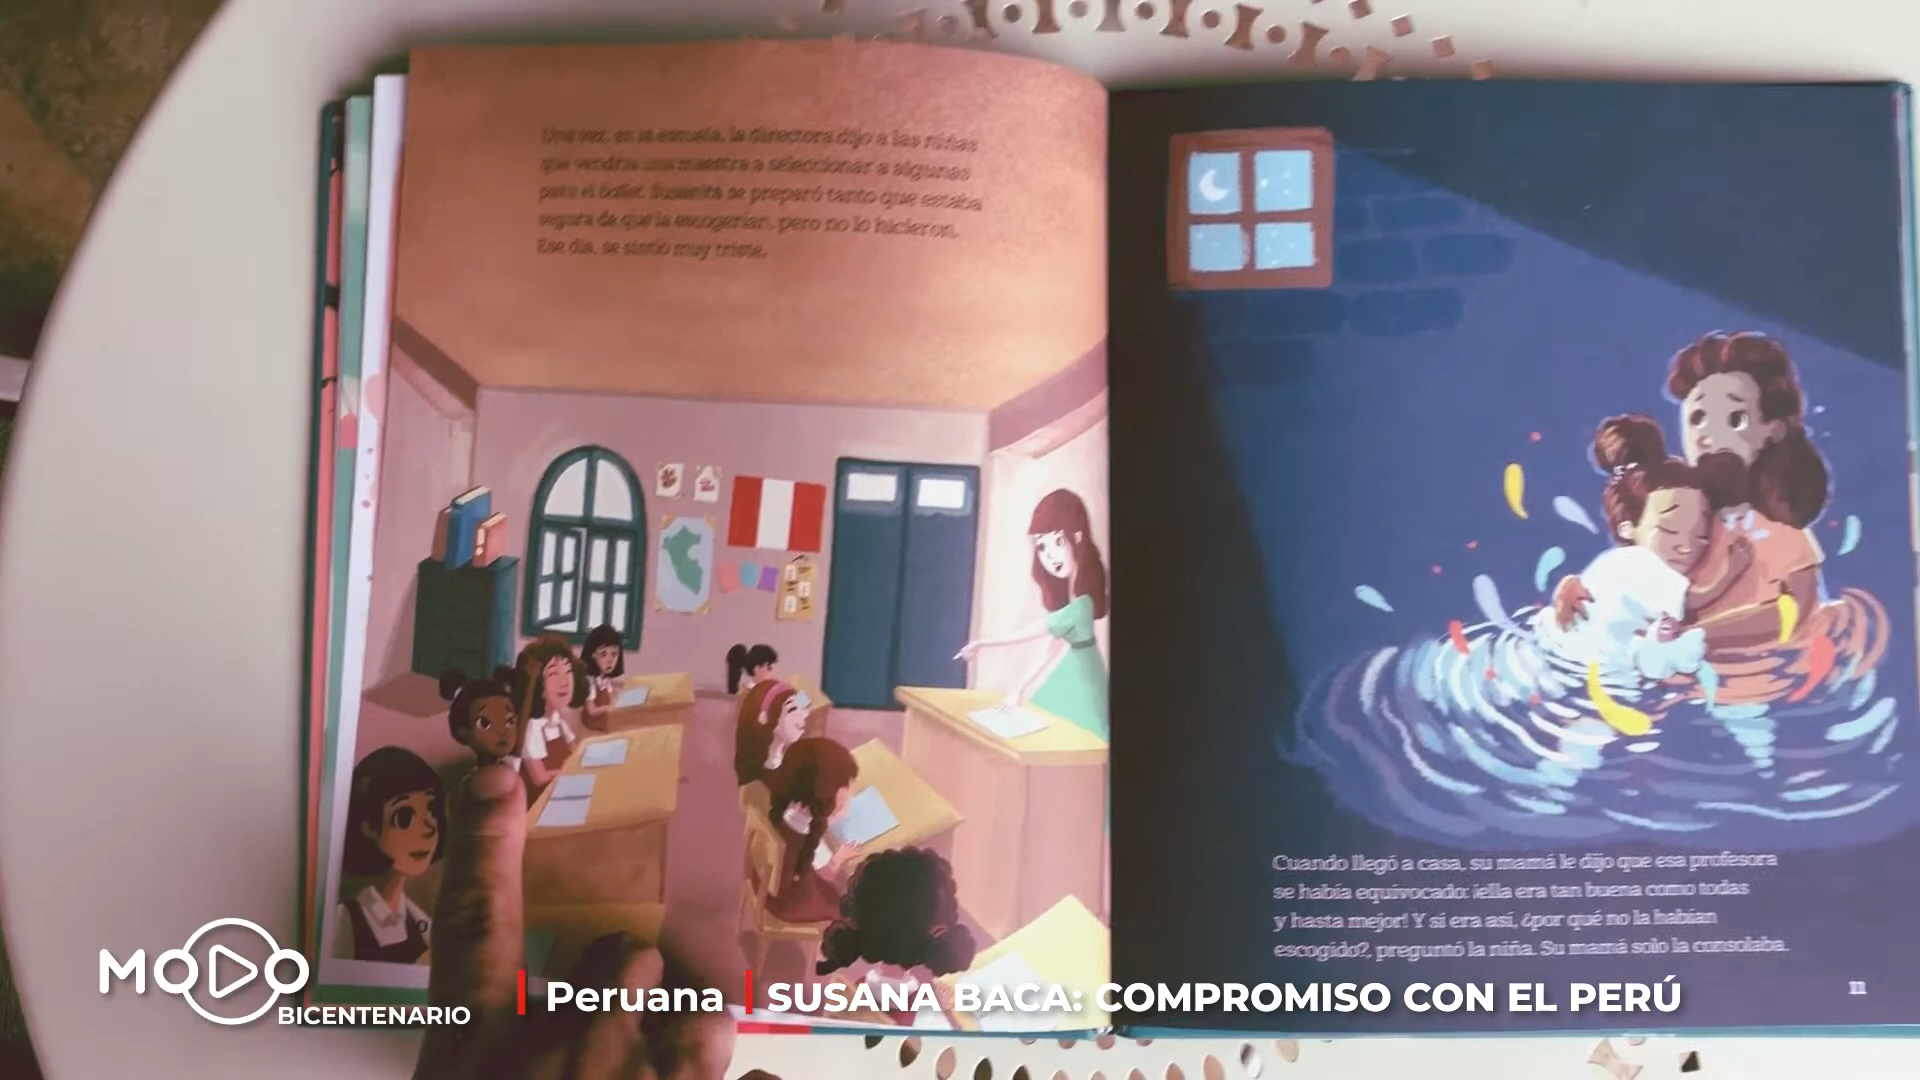 Una vez, en la escuela, la directora dijo a las niñas
que vendría una maestra a seleccionar a algunas
para el ballet. Susanita se preparó tanto que estaba
segura de que la escogerían, pero no lo hicieron.
Ese día, se sintió muy triste.
Cuando llegó a casa, su mamá le dijo que esa profesora
se había equivocado: ¡ella era tan buena como todas
y hasta mejor! Y si era así, ¿por qué no la habían
escogido?, preguntó la niña. Su mamá solo la consolaba.
11
MODO
BICENTENARIO
Peruana
SUSANA BACA: COMPROMISO CON EL PERÚ